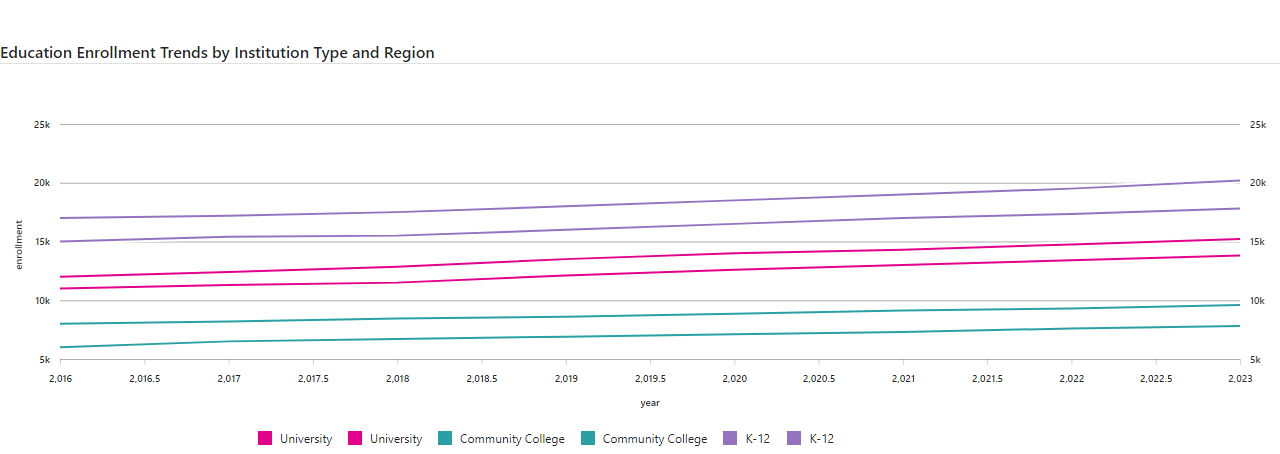 Education Enrollment Trends by Institution Type and Region
25k 25k
20k 20k
enrollment
15k 15k
10k 10k
5k 5k
2,016 2,016.5 2,017 2,017.5 2,018 2,018.5 2,019 2,019.5 2,020 2,020.5 2,021 2,021.5 2,022 2,022.5 2,023
year
University University Community College Community College K-12 K-12